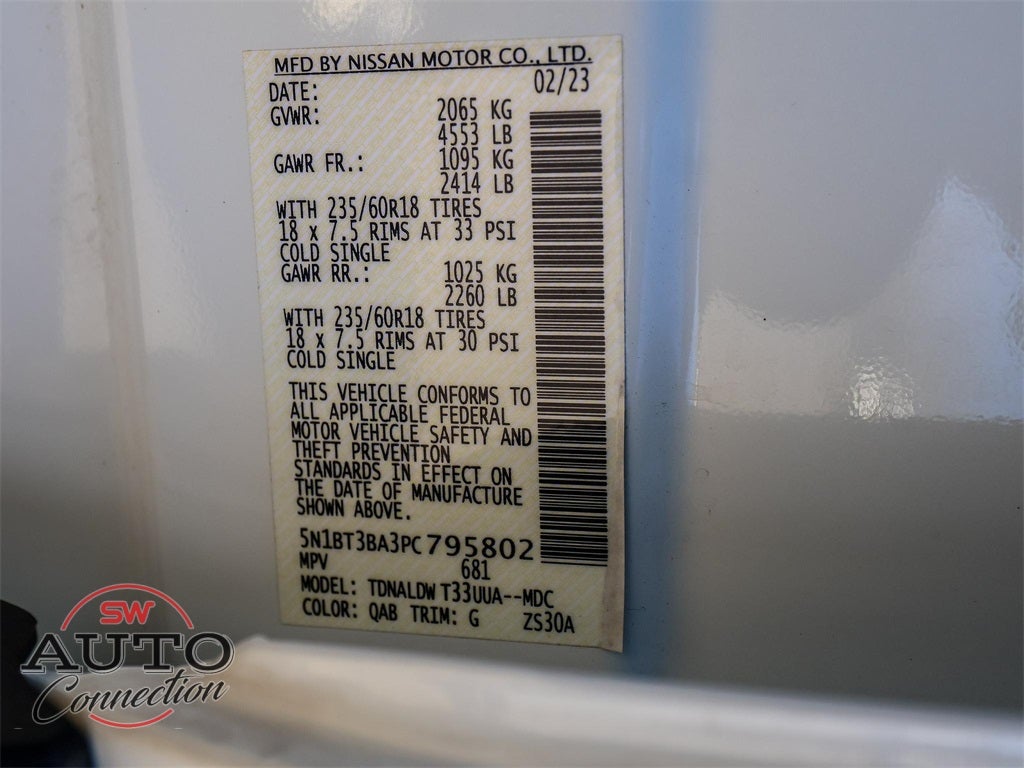 MFD BY NISSAN MOTOR CO., LTD.
DATE: 02/23
GVWR: 2065 KG
4553 LB
GAWR FR.: 1095 KG
2414 LB
WITH 235/60R18 TIRES
18 x 7.5 RIMS AT 33 PSI
COLD SINGLE
GAWR RR.: 1025 KG
2260 LB
WITH 235/60R18 TIRES
18 x 7.5 RIMS AT 30 PSI
COLD SINGLE
THIS VEHICLE CONFORMS TO
ALL APPLICABLE FEDERAL
MOTOR VEHICLE SAFETY AND
THEFT PREVENTION
STANDARDS IN EFFECT ON
THE DATE OF MANUFACTURE
SHOWN ABOVE.
5N1BT3BA3PC795802
MPV 681
MODEL: TDNALDW T33UUA--MDC
COLOR: QAB TRIM: G ZS30A
SW
AUTO
Connection